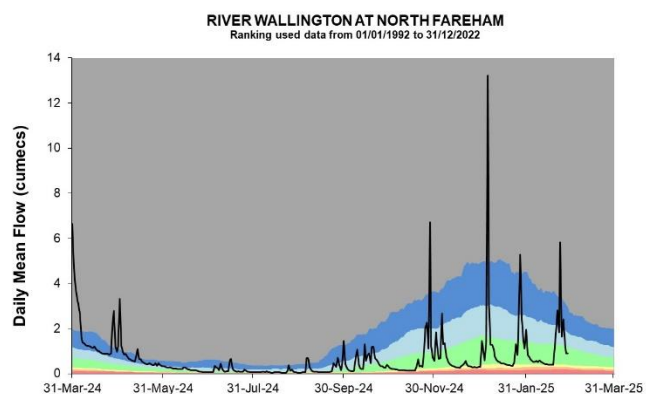 RIVER WALLINGTON AT NORTH FAREHAM
Ranking used data from 01/01/1992 to 31/12/2022
Daily Mean Flow (cumecs)
14
12
10
8
6
4
2
0
31-Mar-24 31-May-24 31-Jul-24 30-Sep-24 30-Nov-24 31-Jan-25 31-Mar-25